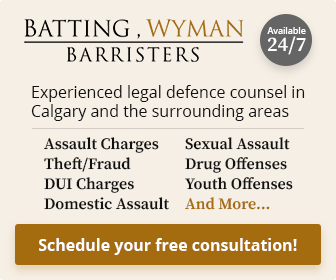 BATTING, WYMAN
BARRISTERS
Available
24/7
Experienced legal defence counsel in
Calgary and the surrounding areas
Assault Charges
Theft/Fraud
DUI Charges
Domestic Assault
Sexual Assault
Drug Offenses
Youth Offenses
And More...
Schedule your free consultation!